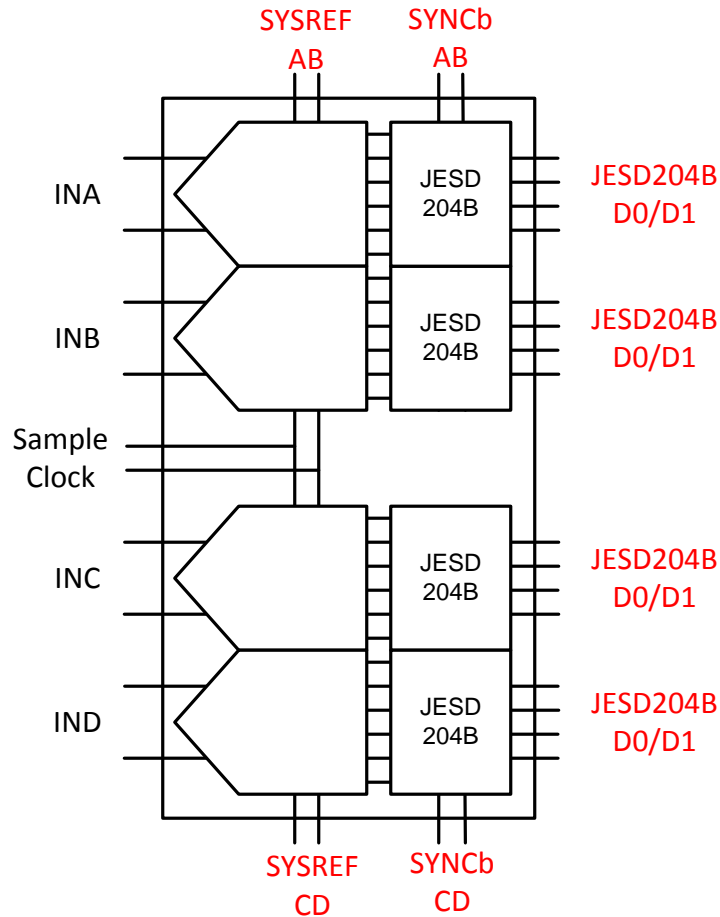 SYSREF
AB
SYNCb
AB
INA
JESD
204B
JESD204B
D0/D1
INB
JESD
204B
JESD204B
D0/D1
Sample
Clock
INC
JESD
204B
JESD204B
D0/D1
IND
JESD
204B
JESD204B
D0/D1
SYSREF
CD
SYNCb
CD